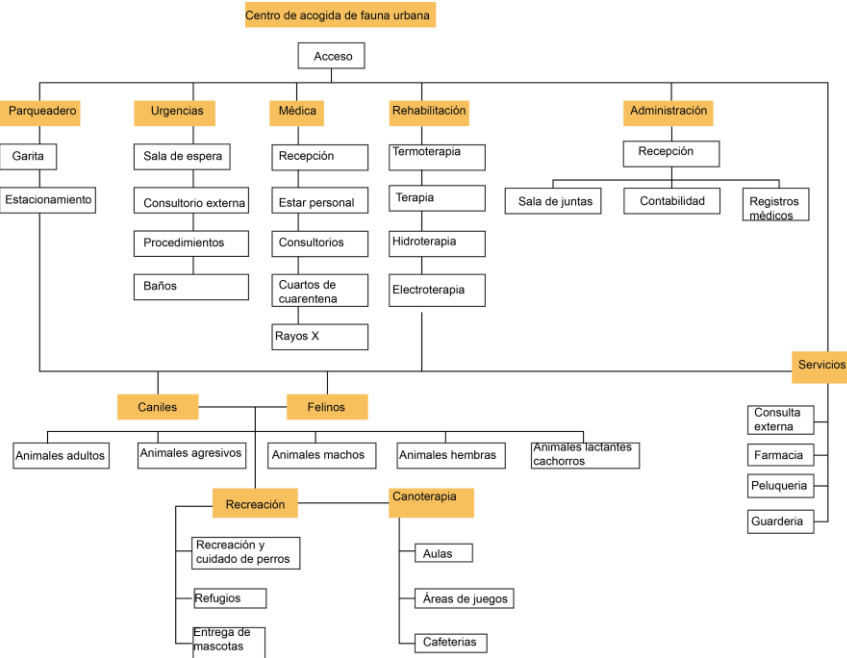 Centro de acogida de fauna urbana
Acceso
Parqueadero
Urgencias
Médica
Rehabilitación
Administración
Garita
Sala de espera
Recepción
Termoterapia
Recepción
Estacionamiento
Consultorio externa
Estar personal
Terapia
Sala de juntas
Contabilidad
Registros
médicos
Procedimientos
Consultorios
Hidroterapia
Baños
Cuartos de
cuarentena
Electroterapia
Rayos X
Servicios
Caniles
Felinos
Consulta
externa
Farmacia
Peluqueria
Guarderia
Animales adultos
Animales agresivos
Animales machos
Animales hembras
Animales lactantes
cachorros
Recreación
Canoterapia
Recreación y
cuidado de perros
Refugios
Entrega de
mascotas
Aulas
Áreas de juegos
Cafeterias